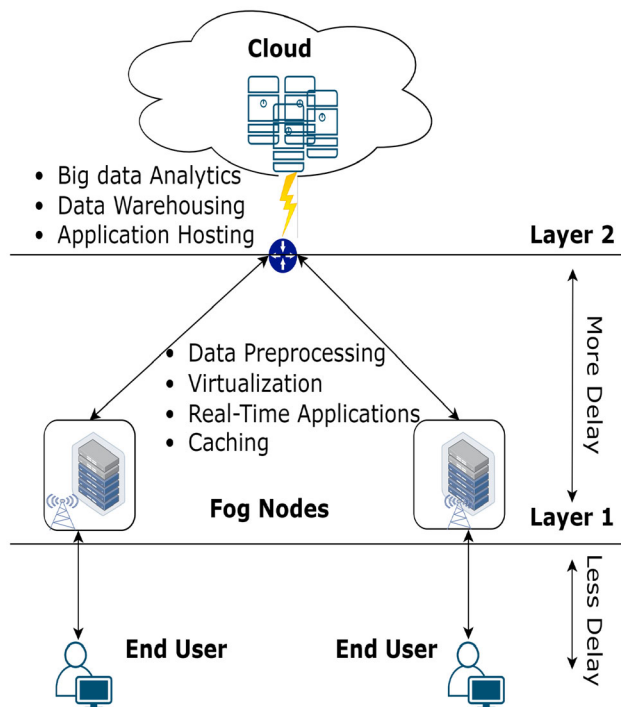 Cloud
• Big data Analytics
• Data Warehousing
• Application Hosting
Layer 2
• Data Preprocessing
• Virtualization
• Real-Time Applications
• Caching
More Delay
Fog Nodes
Layer 1
Less Delay
End User
End User